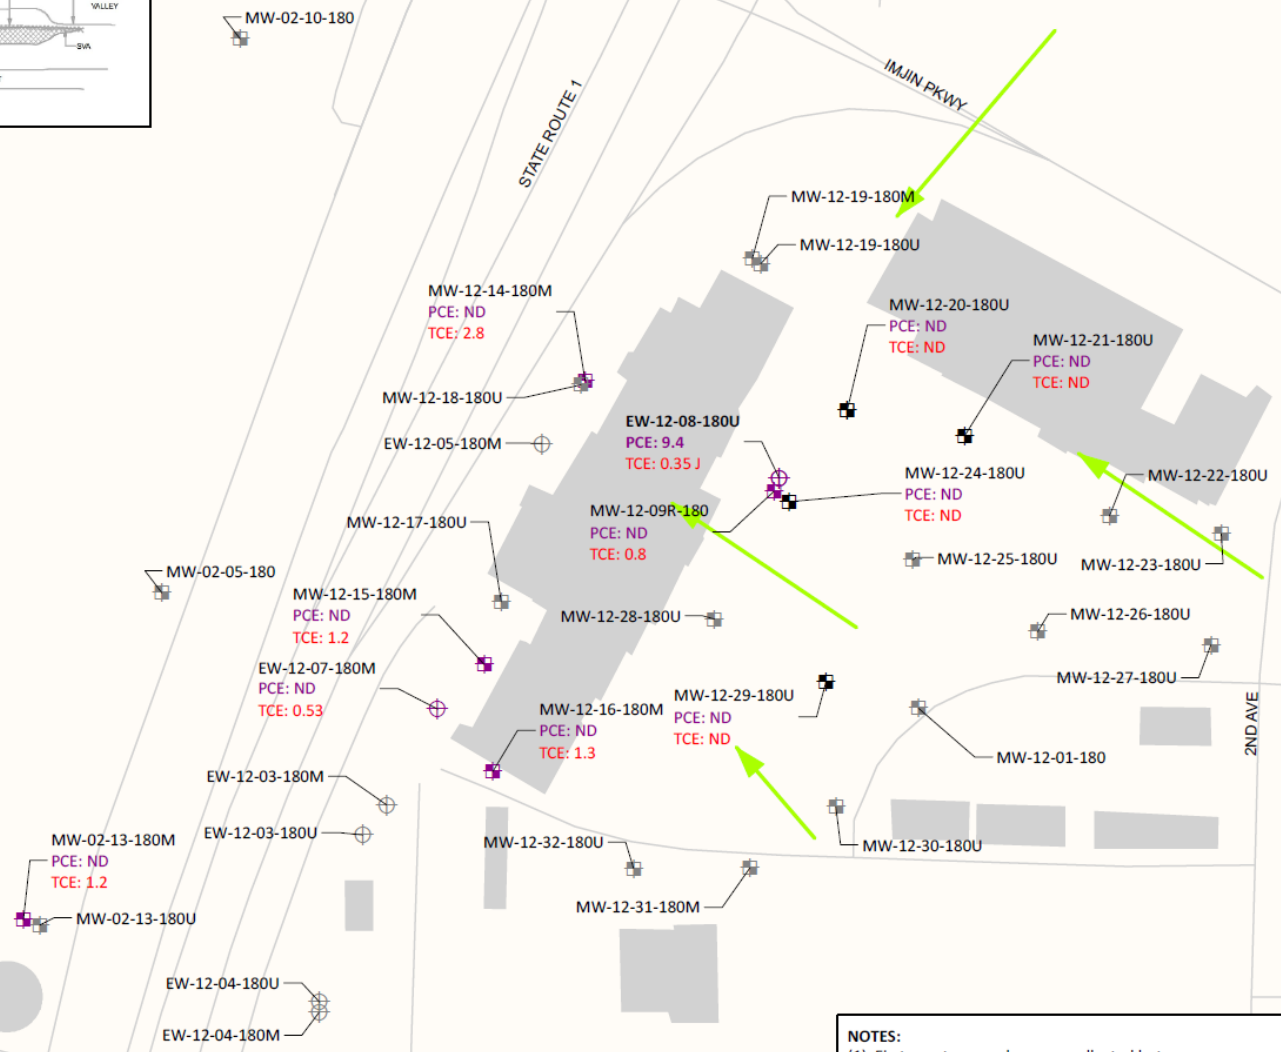 VALLEY
SVA
MW-02-10-180
STATE ROUTE 1
IMJIN PKWY
MW-12-19-180M
MW-12-19-180U
MW-12-14-180M
PCE: ND
TCE: 2.8
MW-12-20-180U
PCE: ND
TCE: ND
MW-12-21-180U
PCE: ND
TCE: ND
MW-12-18-180U
EW-12-05-180M
EW-12-08-180U
PCE: 9.4
TCE: 0.35 J
MW-12-24-180U
PCE: ND
TCE: ND
MW-12-22-180U
MW-12-09R-180
PCE: ND
TCE: 0.8
MW-12-17-180U
MW-12-25-180U
MW-12-23-180U
MW-02-05-180
MW-12-15-180M
PCE: ND
TCE: 1.2
MW-12-28-180U
MW-12-26-180U
MW-12-27-180U
EW-12-07-180M
PCE: ND
TCE: 0.53
MW-12-16-180M
PCE: ND
TCE: 1.3
MW-12-29-180U
PCE: ND
TCE: ND
2ND AVE
MW-12-01-180
EW-12-03-180M
EW-12-03-180U
MW-12-32-180U
MW-12-30-180U
MW-02-13-180M
PCE: ND
TCE: 1.2
MW-02-13-180U
MW-12-31-180M
EW-12-04-180U
EW-12-04-180M
NOTES: